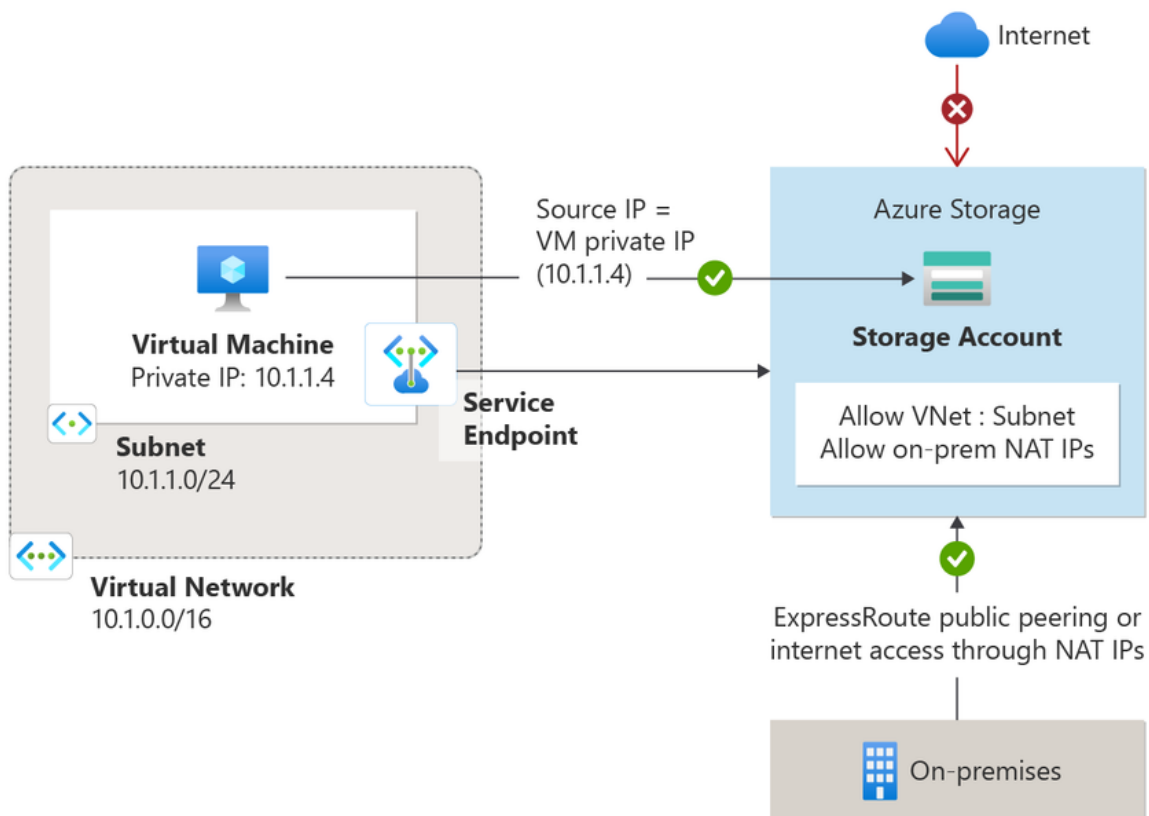 Internet
Azure Storage
Source IP =
VM private IP
(10.1.1.4)
Virtual Machine
Private IP: 10.1.1.4
Storage Account
Service
Endpoint
Allow VNet : Subnet
Allow on-prem NAT IPs
Subnet
10.1.1.0/24
Virtual Network
10.1.0.0/16
ExpressRoute public peering or
internet access through NAT IPs
On-premises